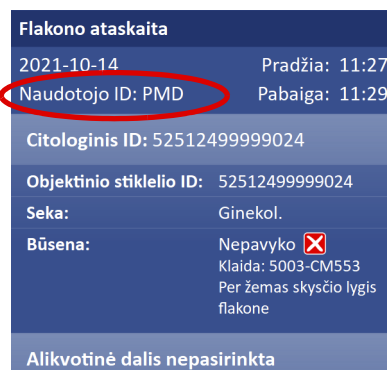 Flakono ataskaita
2021-10-14 Pradžia: 11:27
Naudotojo ID: PMD Pabaiga: 11:29
Citologinis ID: 52512499999024
Objektinio stiklelio ID: 52512499999024
Seka: Ginekol.
Būsena: Nepavyko
Klaida: 5003-CM553
Per žemas skysčio lygis
flakone
Alikvotinė dalis nepasirinkta